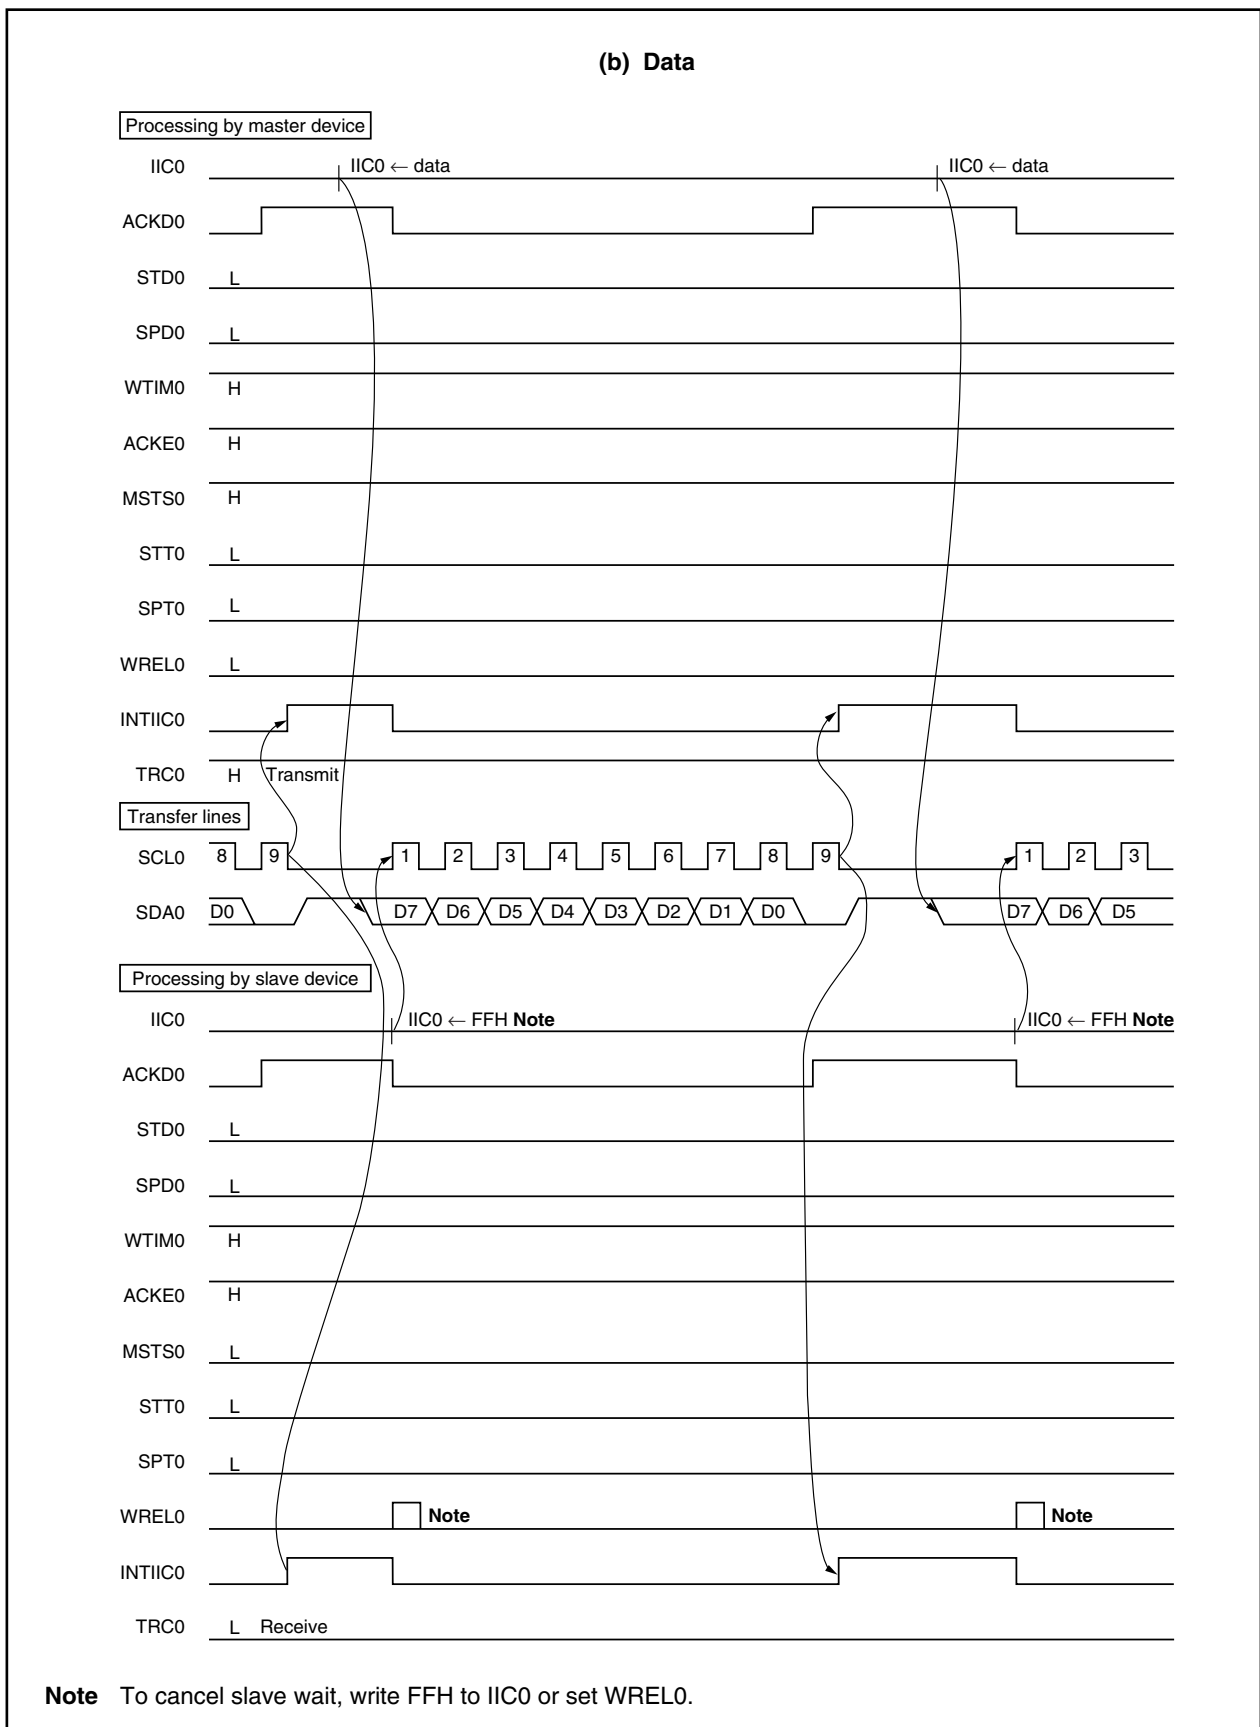 (b) Data
Processing by master device
IIC0 IIC0 ← data IIC0 ← data
ACKD0
STD0 L
SPD0 L
WTIM0 H
ACKE0 H
MSTS0 H
STT0 L
SPT0 L
WREL0 L
INTIIC0
TRC0 H Transmit
Transfer lines
SCL0 8 9 1 2 3 4 5 6 7 8 9 1 2 3
SDA0 D0 D7 D6 D5 D4 D3 D2 D1 D0 D7 D6 D5
Processing by slave device
IIC0 IIC0 ← FFH Note IIC0 ← FFH Note
ACKD0
STD0 L
SPD0 L
WTIM0 H
ACKE0 H
MSTS0 L
STT0 L
SPT0 L
WREL0 Note Note
INTIIC0
TRC0 L Receive
Note To cancel slave wait, write FFH to IIC0 or set WREL0.